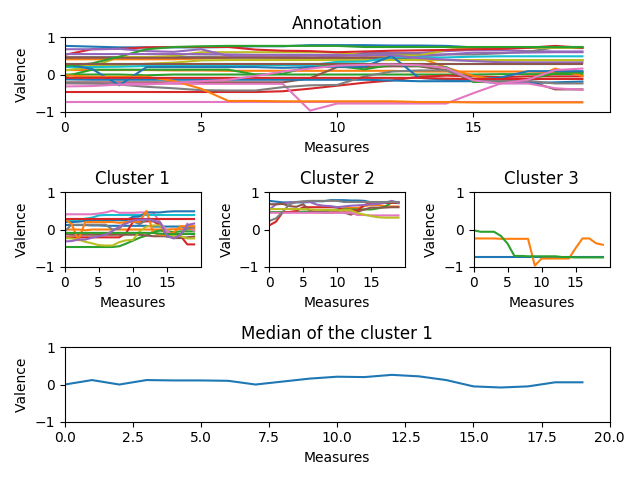 Annotation
Valence
1
0
−1
0 5 10 15
Measures
Cluster 1 Cluster 2 Cluster 3
Valence Valence Valence
1 1 1
0 0 0
−1 −1 −1
0 5 10 15 0 5 10 15 0 5 10 15
Measures Measures Measures
Median of the cluster 1
Valence
1
0
−1
0.0 2.5 5.0 7.5 10.0 12.5 15.0 17.5 20.0
Measures